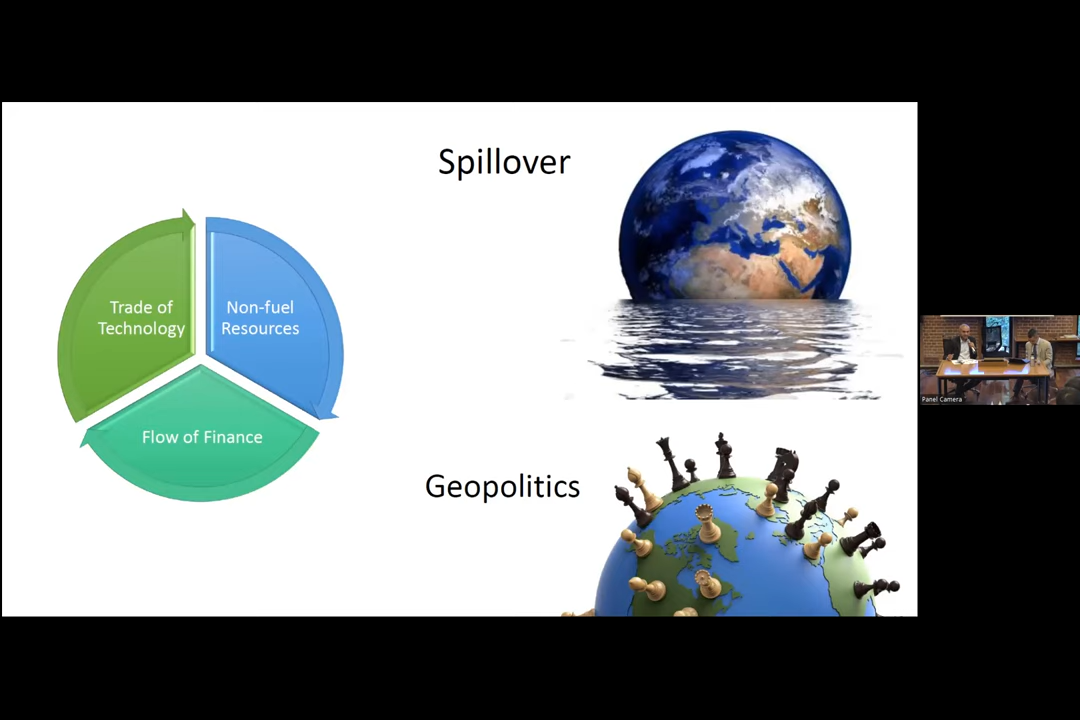 Spillover
Trade of
Technology
Non-fuel
Resources
Flow of Finance
Geopolitics
Panel Camera